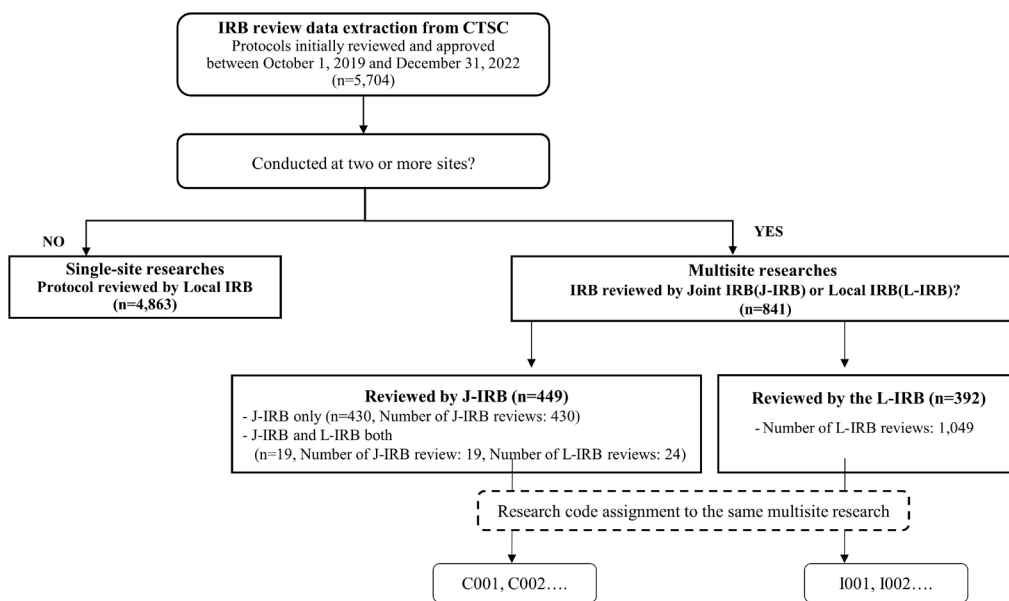 IRB review data extraction from CTSC
Protocols initially reviewed and approved
between October 1, 2019 and December 31, 2022
(n=5,704)
Conducted at two or more sites?
NO
YES
Single-site researches
Protocol reviewed by Local IRB
(n=4,863)
Multisite researches
IRB reviewed by Joint IRB(J-IRB) or Local IRB(L-IRB)?
(n=841)
Reviewed by J-IRB (n=449)
- J-IRB only (n=430, Number of J-IRB reviews: 430)
- J-IRB and L-IRB both
(n=19, Number of J-IRB review: 19, Number of L-IRB reviews: 24)
Reviewed by the L-IRB (n=392)
- Number of L-IRB reviews: 1,049
Research code assignment to the same multisite research
C001, C002….
I001, I002….